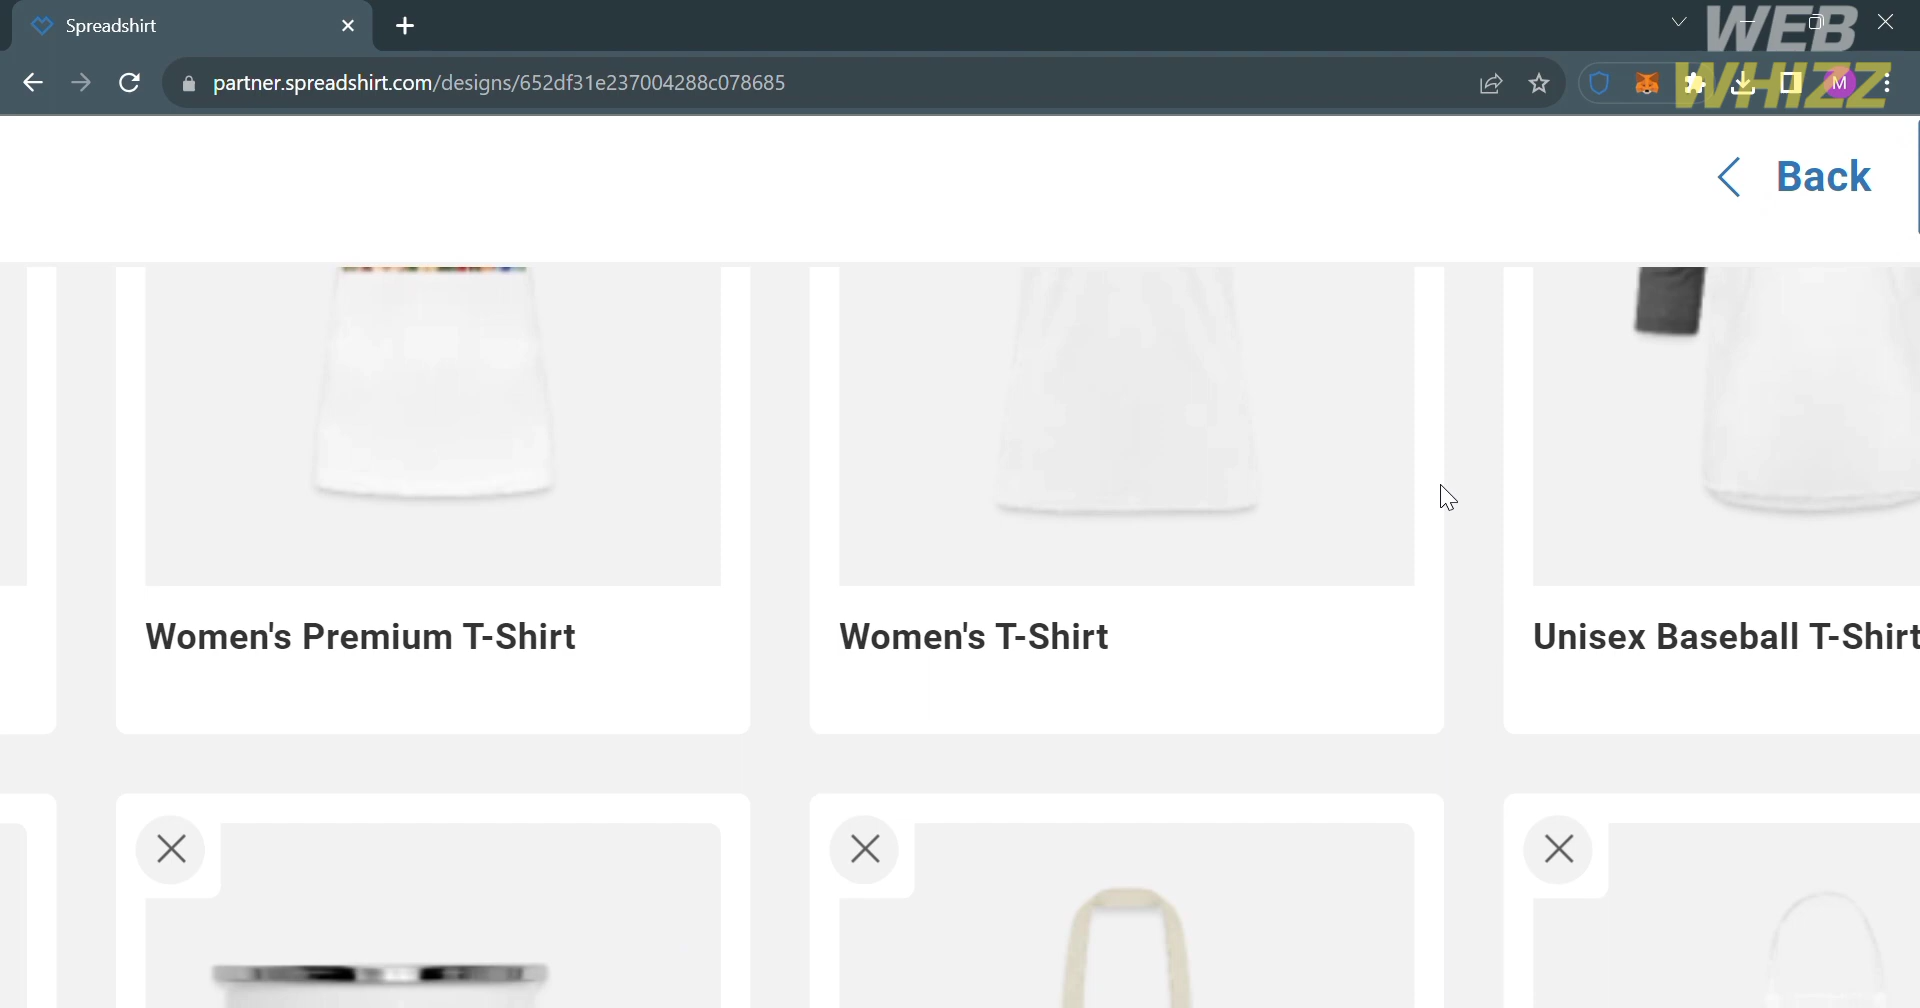 Spreadshirt
WEB
WHIZZ
partner.spreadshirt.com/designs/652df31e237004288c078685
M
Back
Women's Premium T-Shirt
Women's T-Shirt
Unisex Baseball T-Shirt